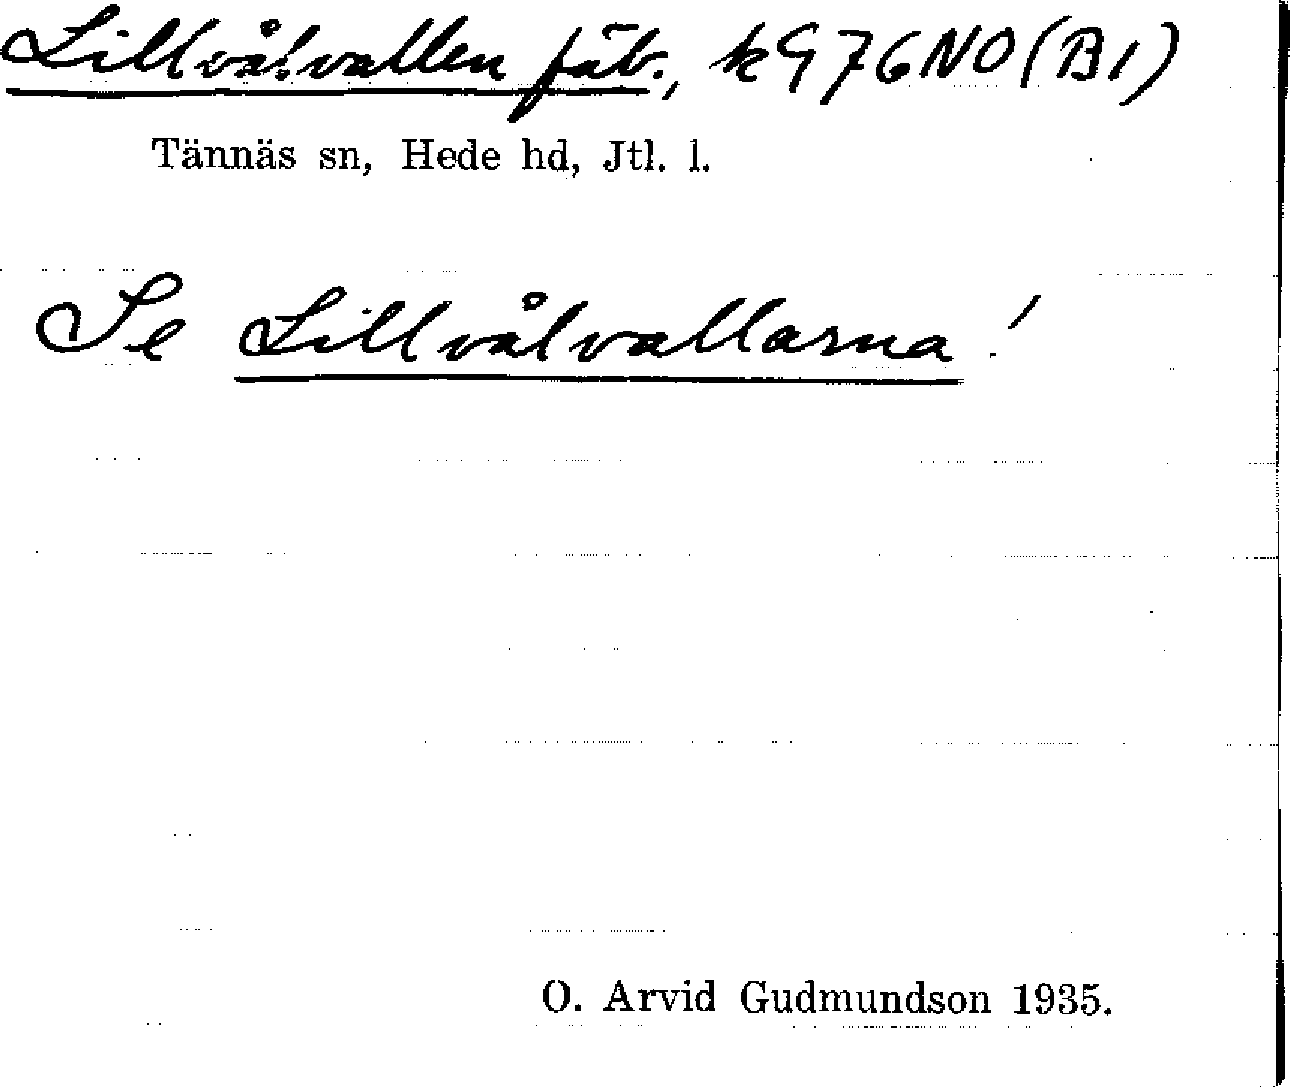 Lillvålvallen fäb., k976NO(B1)
Tännäs sn, Hede hd, Jtl. l.
Se Lillvålvallarna!
O. Arvid Gudmundson 1935.